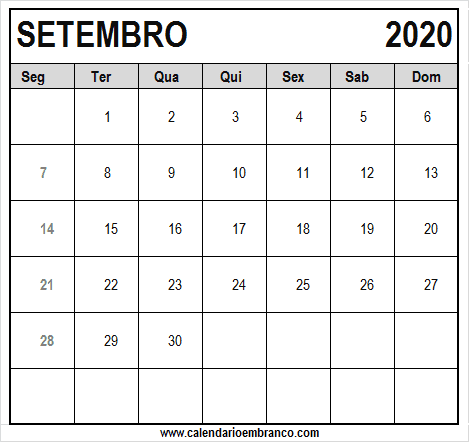 SETEMBRO 2020
Seg Ter Qua Qui Sex Sab Dom
1 2 3 4 5 6
7 8 9 10 11 12 13
14 15 16 17 18 19 20
21 22 23 24 25 26 27
28 29 30
www.calendarioembranco.com